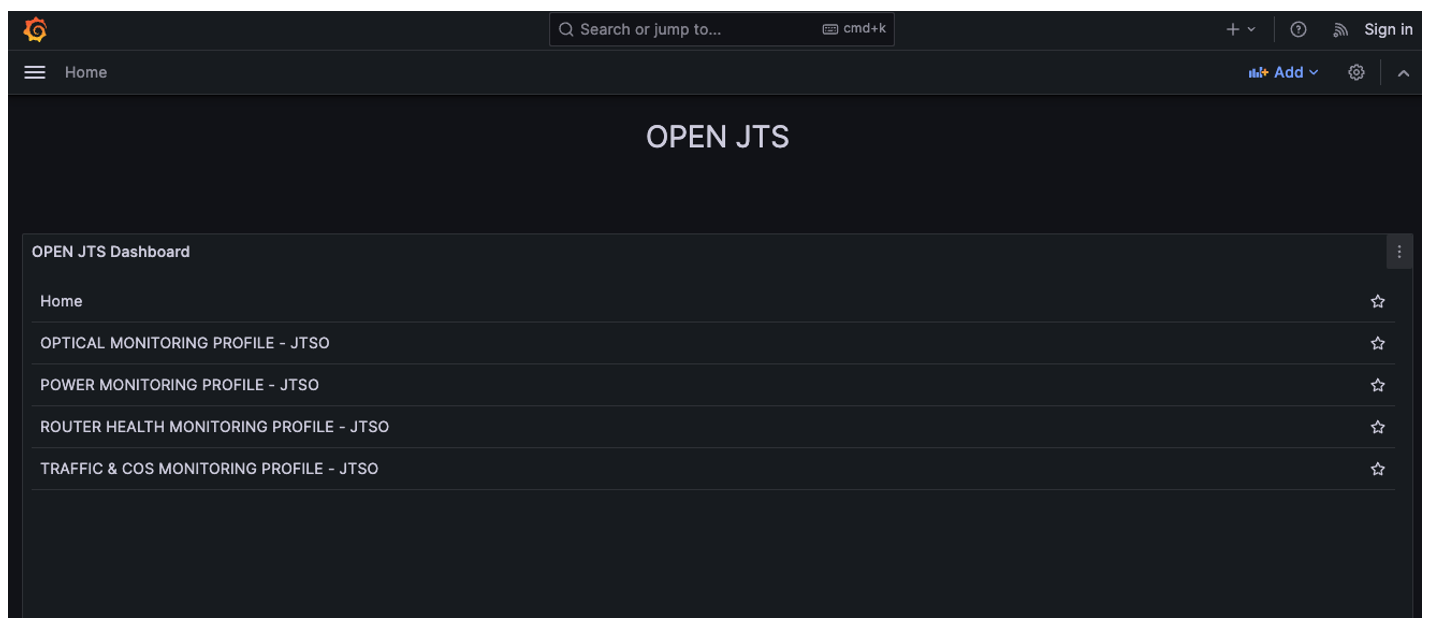 Search or jump to... cmd+k Sign in
Home Add
OPEN JTS
OPEN JTS Dashboard
Home
OPTICAL MONITORING PROFILE - JTSO
POWER MONITORING PROFILE - JTSO
ROUTER HEALTH MONITORING PROFILE - JTSO
TRAFFIC & COS MONITORING PROFILE - JTSO